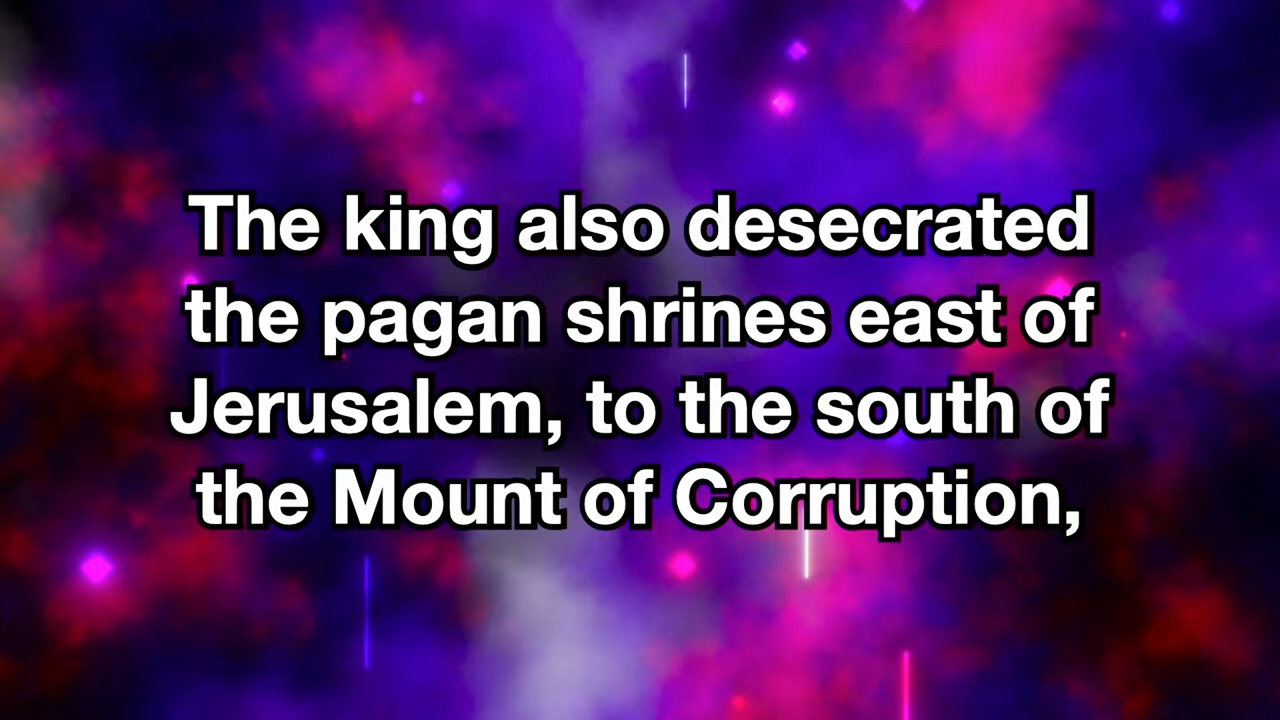 The king also desecrated
the pagan shrines east of
Jerusalem, to the south of
the Mount of Corruption,